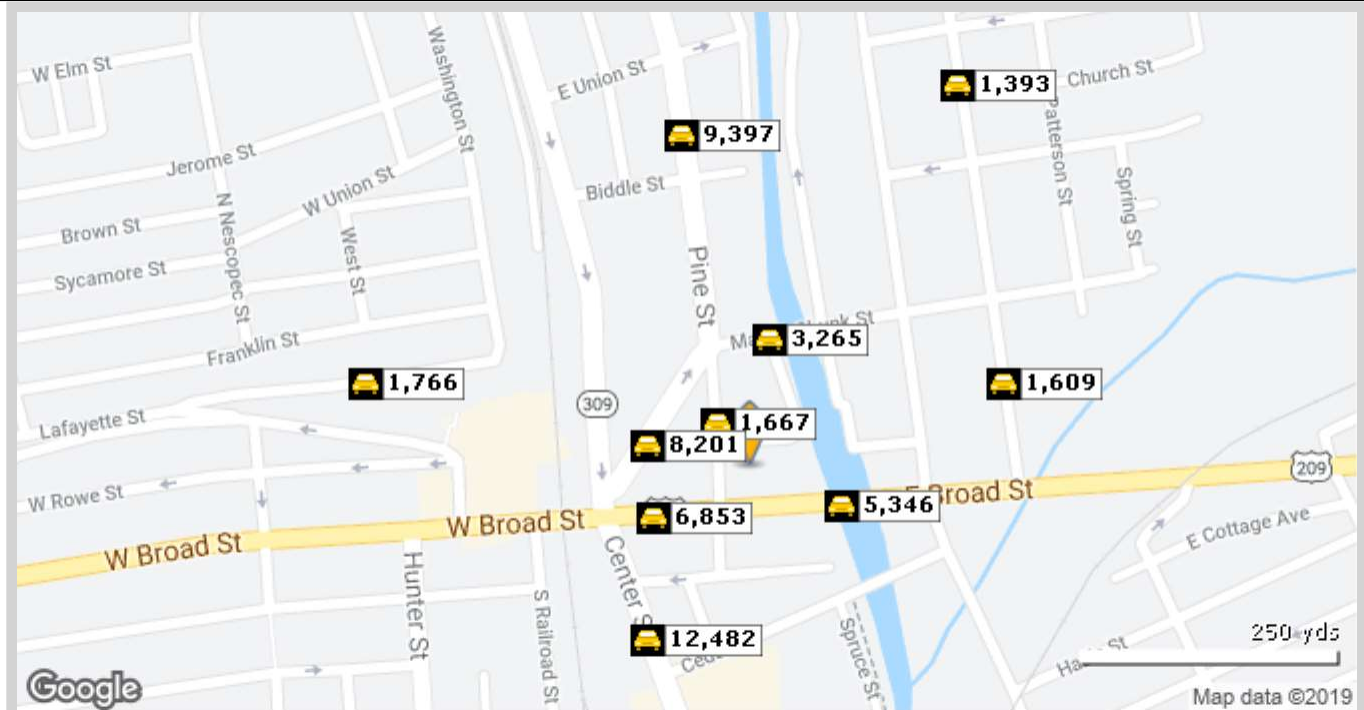 W Elm St
Washington St
E Union St
1,393
Church St
9,397
Patterson St
Jerome St
Biddle St
W Union St
Spring St
N Nescopec St
Brown St
West St
Pine St
Sycamore St
3,265
Franklin St
1,766
1,609
309
Lafayette St
1,667
8,201
W Rowe St
209
5,346
E Broad St
6,853
W Broad St
W Broad St
E Cottage Ave
Hunter St
Center
S Railroad St
12,482
Spruce St
250 yds
Google
Map data ©2019